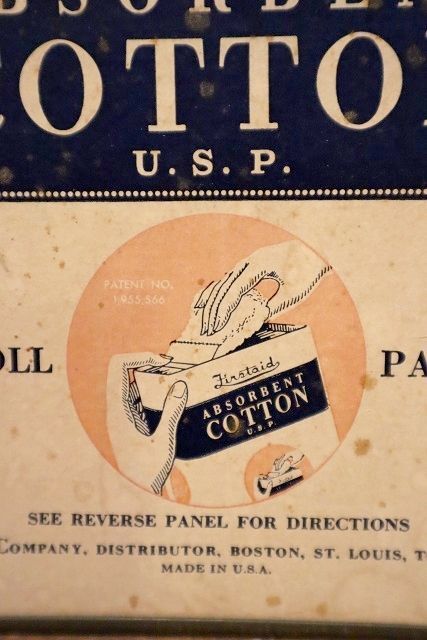 BSORBEN
COTTO
U.S.P.
PATENT NO.
1,955,566
OLL
PA
Firstaid
ABSORBENT
COTTON
U.S.P.
SEE REVERSE PANEL FOR DIRECTIONS
COMPANY, DISTRIBUTOR, BOSTON, ST. LOUIS, T
MADE IN U.S.A.